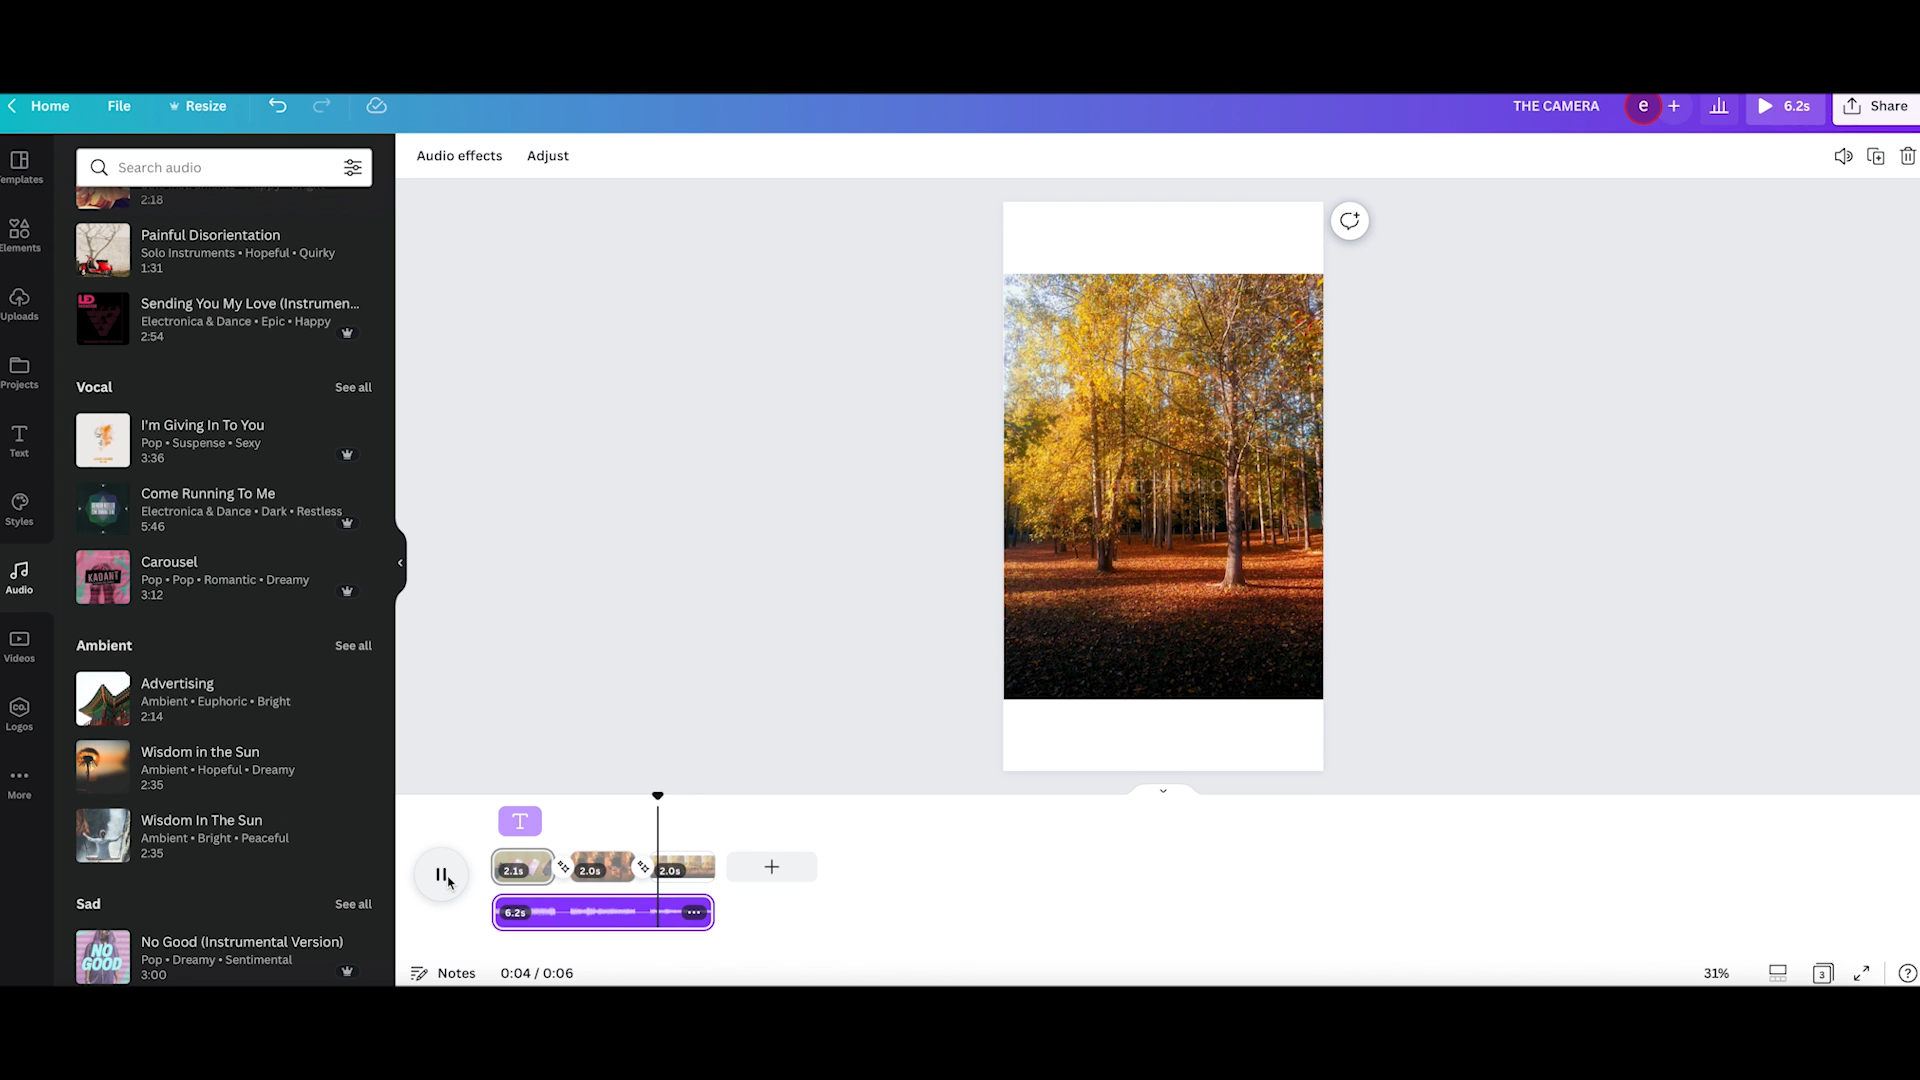 Home
File
Resize
THE CAMERA
e
6.2s
Share
Templates
Elements
Uploads
Projects
Text
Styles
Audio
Videos
CO.
Logos
More
Search audio
2:18
Painful Disorientation
Solo Instruments • Hopeful • Quirky
1:31
Sending You My Love (Instrumen...
Electronica & Dance • Epic • Happy
2:54
Vocal
See all
I'm Giving In To You
Pop • Suspense • Sexy
3:36
Come Running To Me
Electronica & Dance • Dark • Restless
5:46
KADANT
Carousel
Pop • Pop • Romantic • Dreamy
3:12
Ambient
See all
Advertising
Ambient • Euphoric • Bright
2:14
Wisdom in the Sun
Ambient • Hopeful • Dreamy
2:35
Wisdom In The Sun
Ambient • Bright • Peaceful
2:35
Sad
See all
NO
GOOD
No Good (Instrumental Version)
Pop • Dreamy • Sentimental
3:00
Audio effects
Adjust
T
2.1s
2.0s
2.0s
6.2s
Notes
0:04 / 0:06
31%
3